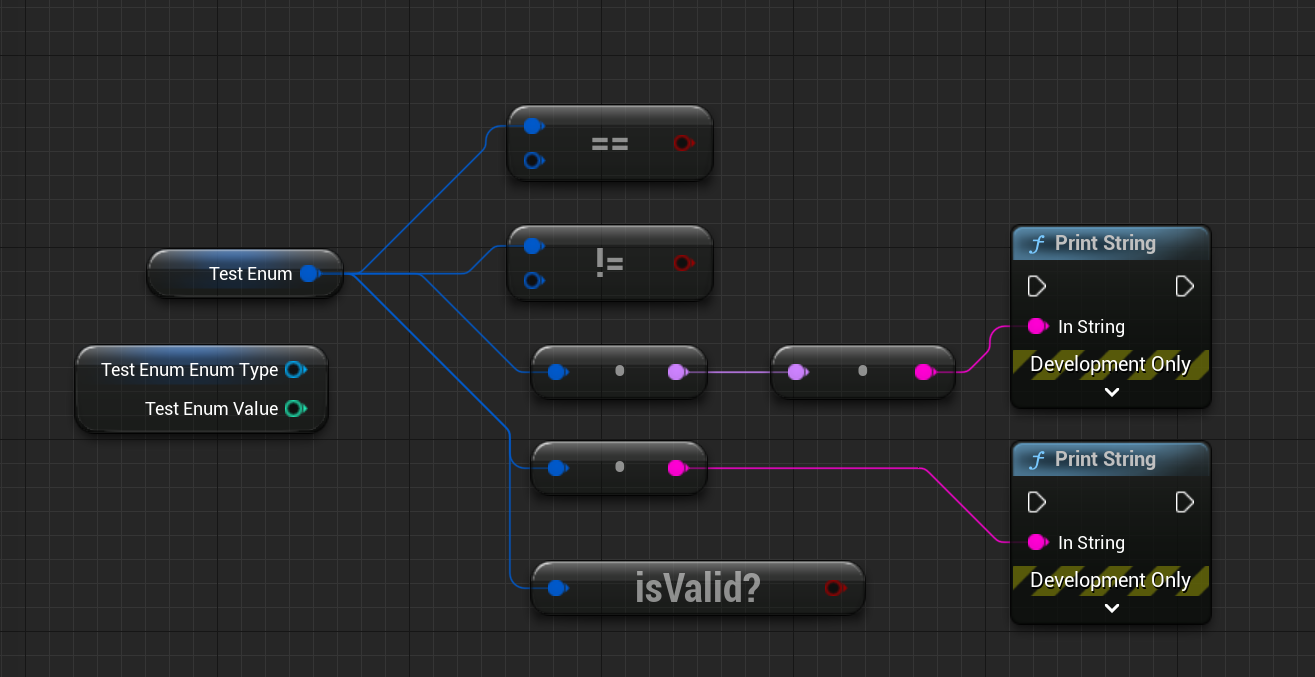 ==
!=
Test Enum
Test Enum Enum Type
Test Enum Value
Print String
In String
Development Only
Print String
In String
Development Only
isValid?